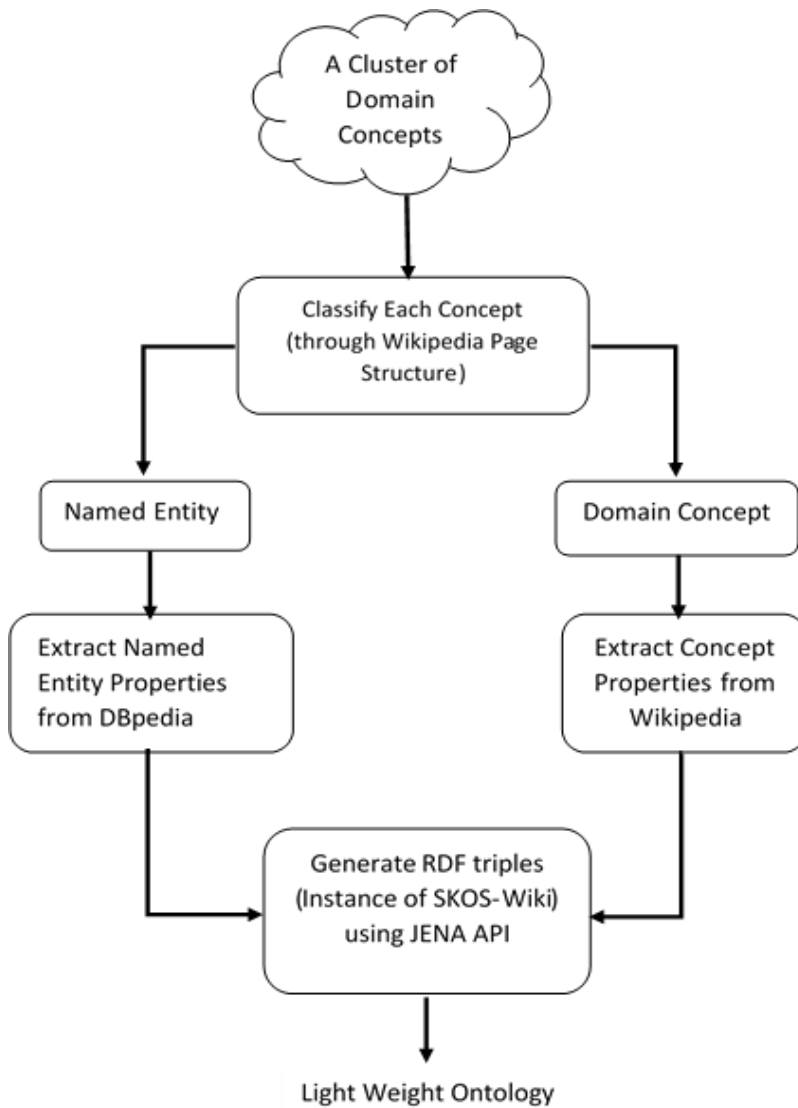 A Cluster of
Domain
Concepts
Classify Each Concept
(through Wikipedia Page
Structure)
Named Entity
Domain Concept
Extract Named
Entity Properties
from DBpedia
Extract Concept
Properties from
Wikipedia
Generate RDF triples
(Instance of SKOS-Wiki)
using JENA API
Light Weight Ontology